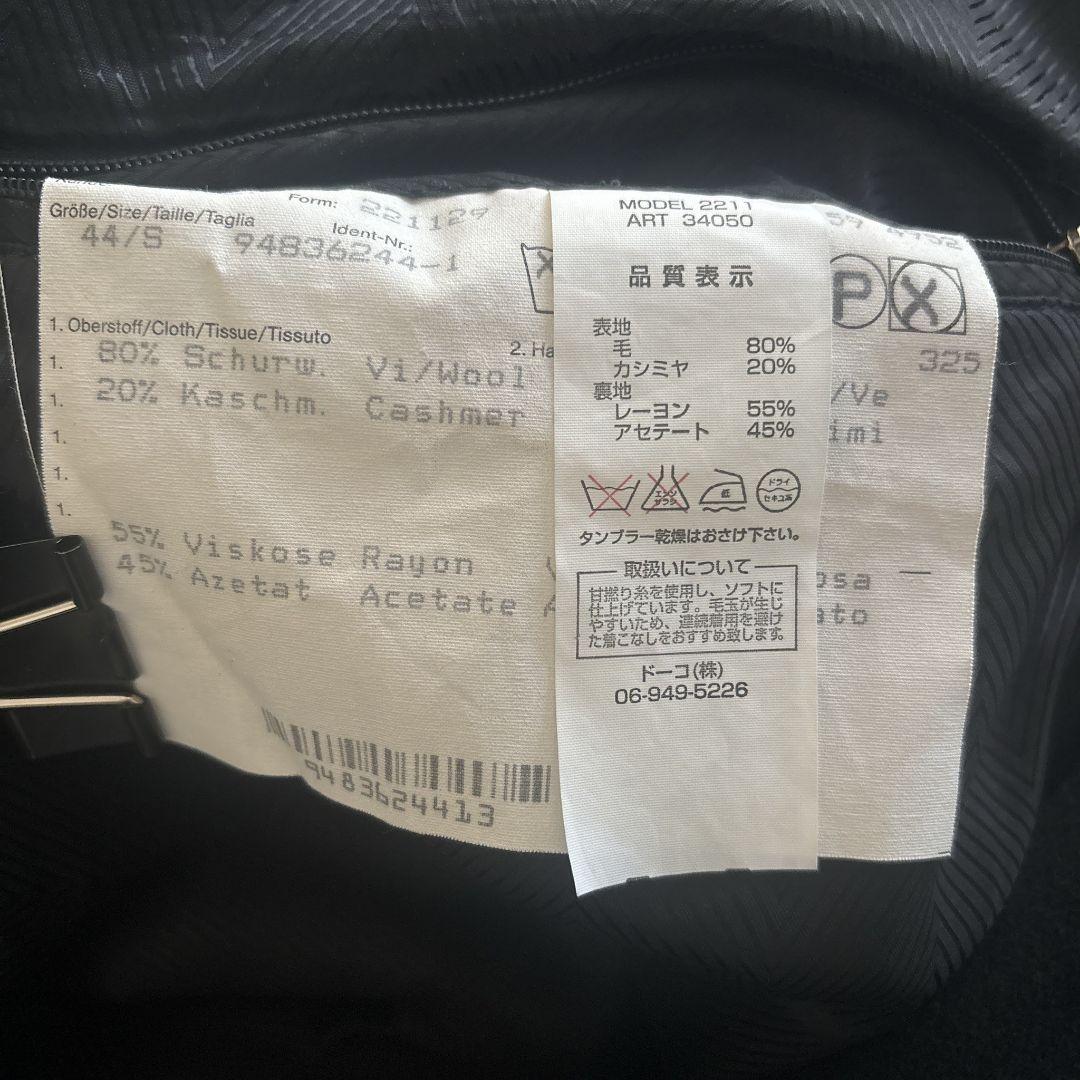 Form: 221129
Größe/Size/Taille/Taglia
Ident-Nr.:
44/S 94836244-1
1. Oberstoff/Cloth/Tissue/Tissuto
2. Ha
1. 80% Schurw. Vi/Wool
1. 20% Kaschm. Cashmer
1.
1.
1.
55% Viskose Rayon
45% Azetat Acetate
9483624413
MODEL 2211
ART 34050
品質表示
表地
毛 80%
カシミヤ 20%
裏地
レーヨン 55%
アセテート 45%
エンソ
サラシ
低
ドライ
セキユ系
タンブラー乾燥はおさけ下さい。
取扱いについて
甘撚り糸を使用し、ソフトに
仕上げています。毛玉が生じ
やすいため、連続着用を避け
た着こなしをおすすめ致します。
ドーコ(株)
06-949-5226
P X
325
/Ve
imi
osa
ato